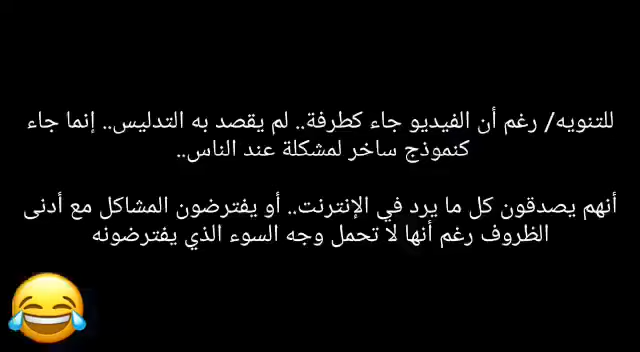 للتنويه/ رغم أن الفيديو جاء كطرفة.. لم يقصد به التدليس.. إنما جاء
كنموذج ساخر لمشكلة عند الناس..
أنهم يصدقون كل ما يرد في الإنترنت.. أو يفترضون المشاكل مع أدنى
الظروف رغم أنها لا تحمل وجه السوء الذي يفترضونه